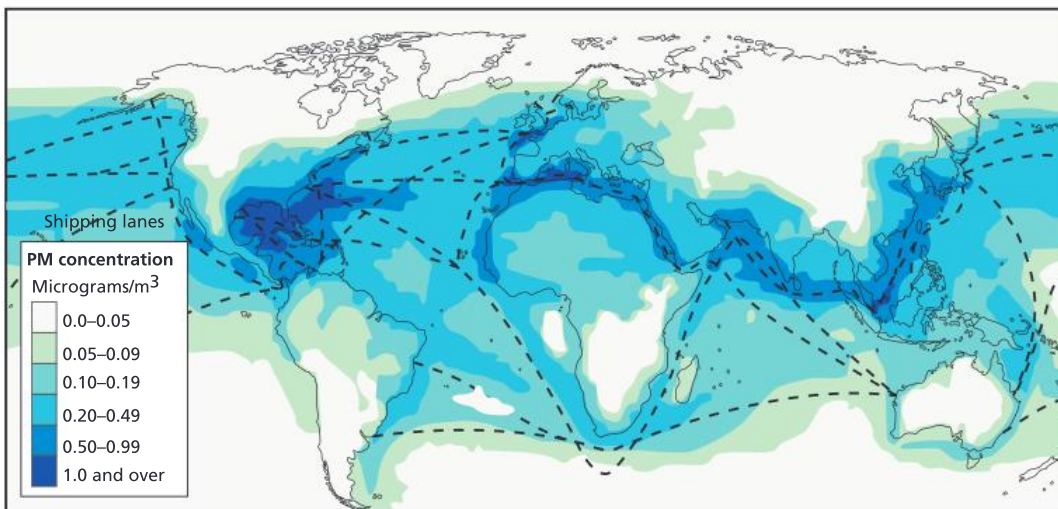 Shipping lanes
PM concentration
Micrograms/m³
0.0–0.05
0.05–0.09
0.10–0.19
0.20–0.49
0.50–0.99
1.0 and over